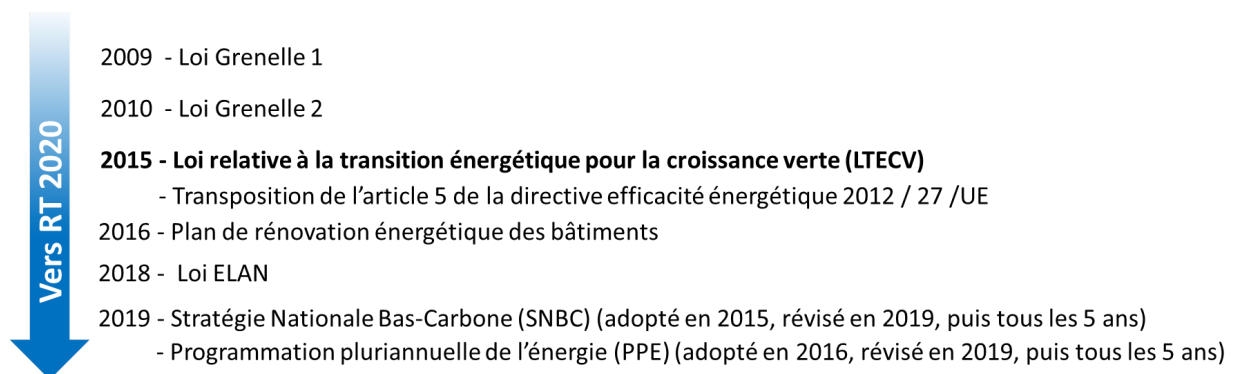 Vers RT 2020
2009 - Loi Grenelle 1
2010 - Loi Grenelle 2
2015 - Loi relative à la transition énergétique pour la croissance verte (LTECV)
- Transposition de l’article 5 de la directive efficacité énergétique 2012 / 27 /UE
2016 - Plan de rénovation énergétique des bâtiments
2018 - Loi ELAN
2019 - Stratégie Nationale Bas-Carbone (SNBC) (adopté en 2015, révisé en 2019, puis tous les 5 ans)
- Programmation pluriannuelle de l’énergie (PPE) (adopté en 2016, révisé en 2019, puis tous les 5 ans)